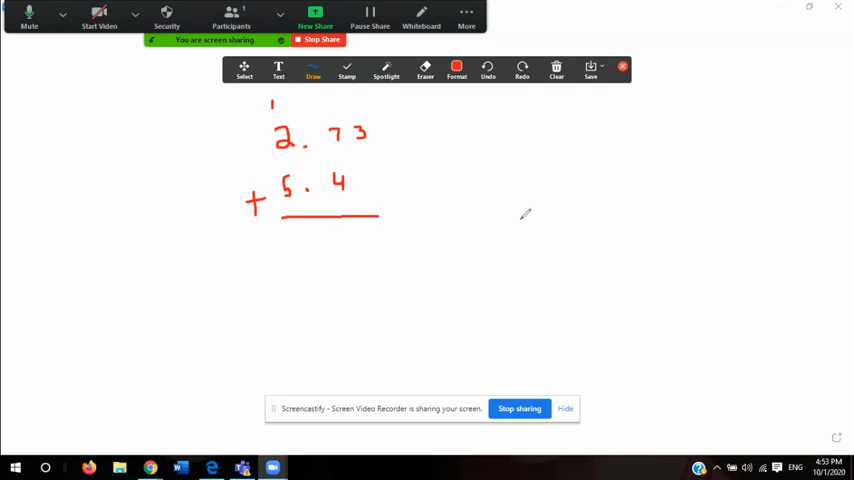 1
Mute Start Video Security Participants New Share Pause Share Whiteboard More
You are screen sharing Stop Share
Select Text Draw Stamp Spotlight Eraser Format Undo Redo Clear Save
1
2.73
+ 5.4
Screencastify - Screen Video Recorder is sharing your screen. Stop sharing Hide
ENG 4:53 PM
10/1/2020